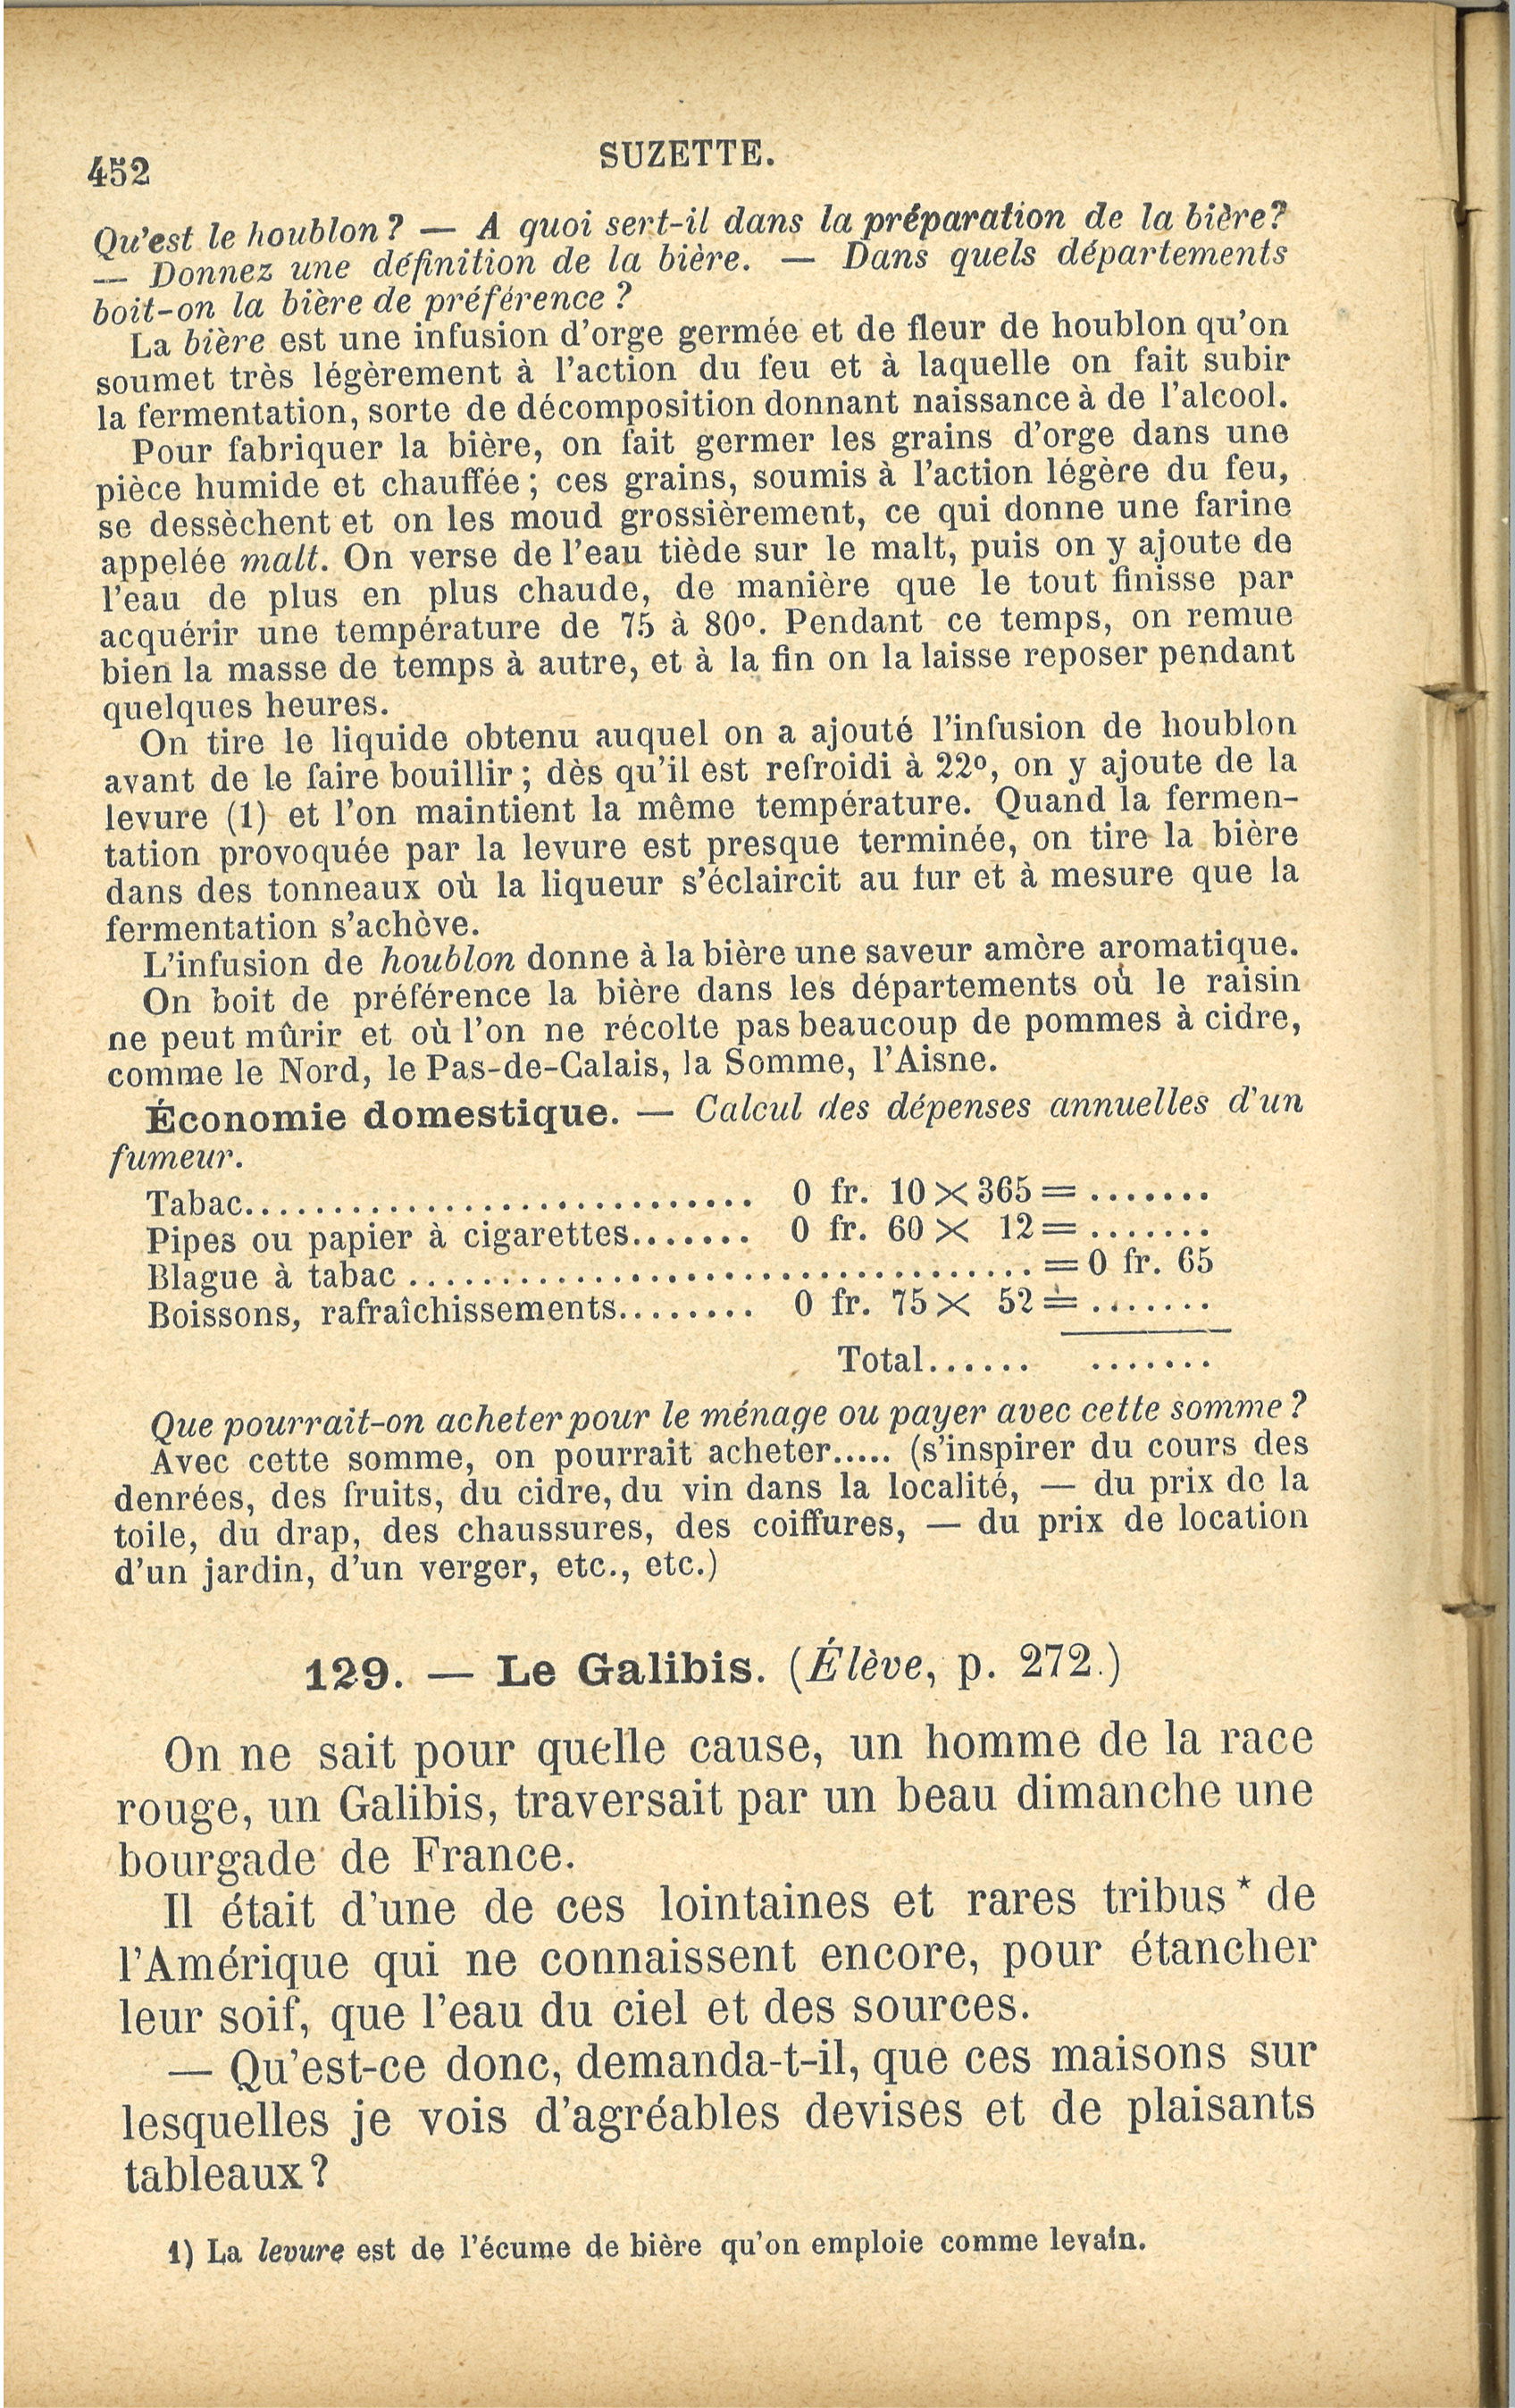 452
SUZETTE.
Qu'est le houblon? — A quoi sert-il dans la préparation de la bière?
— Donnez une définition de la bière. — Dans quels départements
boit-on la bière de préférence?
La bière est une infusion d'orge germée et de fleur de houblon qu'on
soumet très légèrement à l'action du feu et à laquelle on fait subir
la fermentation, sorte de décomposition donnant naissance à de l'alcool.
Pour fabriquer la bière, on fait germer les grains d'orge dans une
pièce humide et chauffée; ces grains, soumis à l'action légère du feu,
se dessèchent et on les moud grossièrement, ce qui donne une farine
appelée malt. On verse de l'eau tiède sur le malt, puis on y ajoute de
l'eau de plus en plus chaude, de manière que le tout finisse par
acquérir une température de 75 à 80°. Pendant ce temps, on remue
bien la masse de temps à autre, et à la fin on la laisse reposer pendant
quelques heures.
On tire le liquide obtenu auquel on a ajouté l'infusion de houblon
avant de le faire bouillir; dès qu'il est refroidi à 22°, on y ajoute de la
levure (1) et l'on maintient la même température. Quand la fermen-
tation provoquée par la levure est presque terminée, on tire la bière
dans des tonneaux où la liqueur s'éclaircit au fur et à mesure que la
fermentation s'achève.
L'infusion de houblon donne à la bière une saveur amère aromatique.
On boit de préférence la bière dans les départements où le raisin
ne peut mûrir et où l'on ne récolte pas beaucoup de pommes à cidre,
comme le Nord, le Pas-de-Calais, la Somme, l'Aisne.
Économie domestique. — Calcul des dépenses annuelles d'un
fumeur.
Tabac............................ 0 fr. 10 × 365 = .......
Pipes ou papier à cigarettes....... 0 fr. 60 × 12 = .......
Blague à tabac ................................... = 0 fr. 65
Boissons, rafraîchissements........ 0 fr. 75 × 52 = .......
Total...... .......
Que pourrait-on acheter pour le ménage ou payer avec cette somme?
Avec cette somme, on pourrait acheter..... (s'inspirer du cours des
denrées, des fruits, du cidre, du vin dans la localité, — du prix de la
toile, du drap, des chaussures, des coiffures, — du prix de location
d'un jardin, d'un verger, etc., etc.)
129. — Le Galibis. (Élève, p. 272.)
On ne sait pour quelle cause, un homme de la race
rouge, un Galibis, traversait par un beau dimanche une
bourgade de France.
Il était d'une de ces lointaines et rares tribus * de
l'Amérique qui ne connaissent encore, pour étancher
leur soif, que l'eau du ciel et des sources.
— Qu'est-ce donc, demanda-t-il, que ces maisons sur
lesquelles je vois d'agréables devises et de plaisants
tableaux?
1) La levure est de l'écume de bière qu'on emploie comme levain.